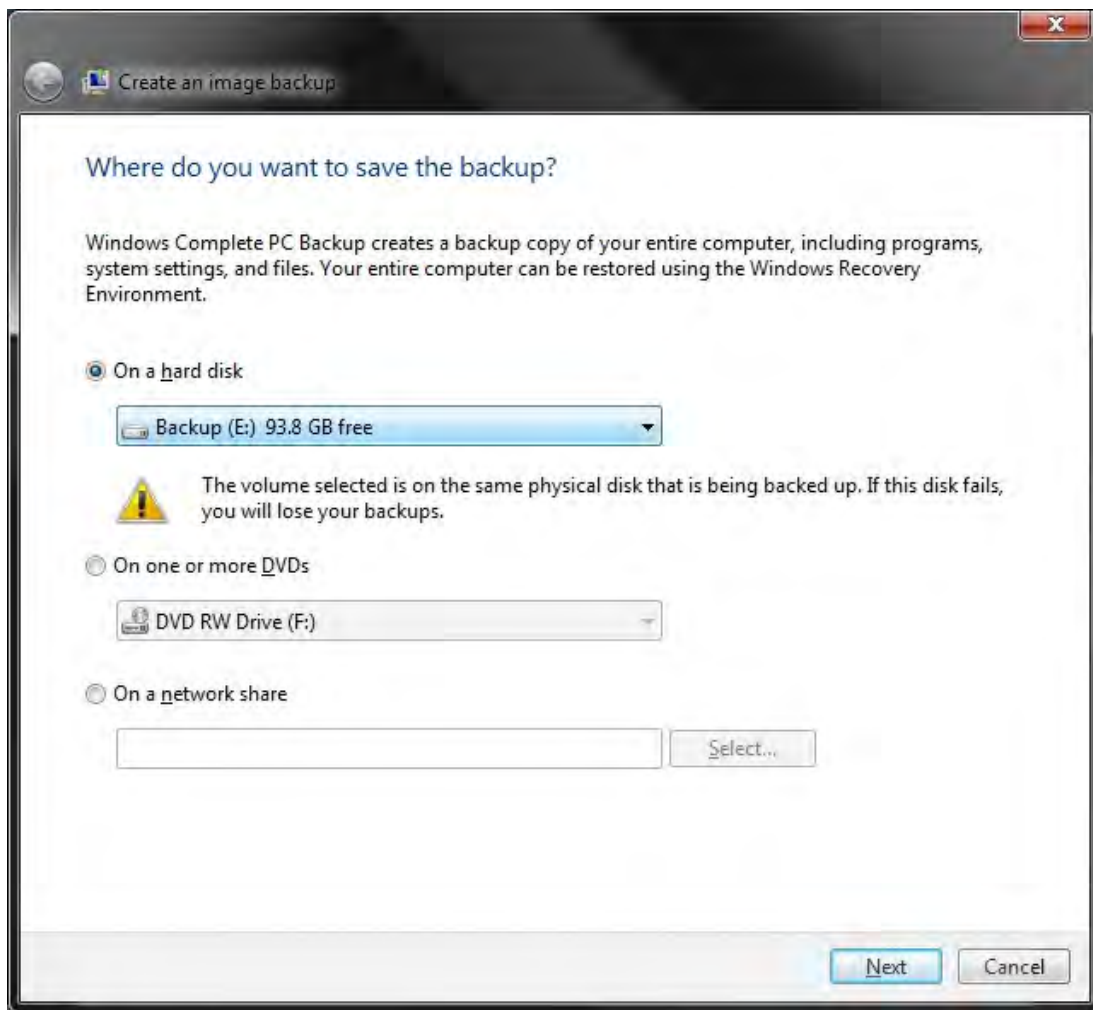 Create an image backup
Where do you want to save the backup?
Windows Complete PC Backup creates a backup copy of your entire computer, including programs,
system settings, and files. Your entire computer can be restored using the Windows Recovery
Environment.
On a hard disk
Backup (E:) 93.8 GB free
The volume selected is on the same physical disk that is being backed up. If this disk fails,
you will lose your backups.
On one or more DVDs
DVD RW Drive (F:)
On a network share
Select...
Next Cancel